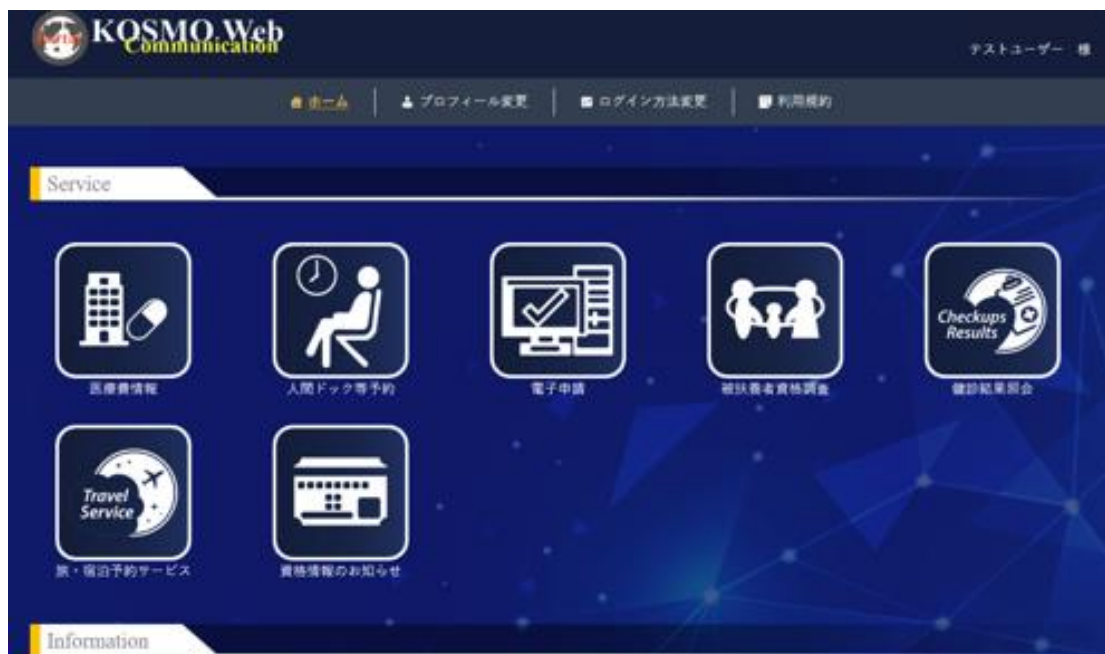 Portal
KOSMO Web
Communication
テストユーザー 様
ホーム
プロフィール変更
ログイン方法変更
利用規約
Service
医療費情報
人間ドック等予約
電子申請
被扶養者資格調査
Checkups
Results
健診結果照会
Travel
Service
旅・宿泊予約サービス
資格情報のお知らせ
Information